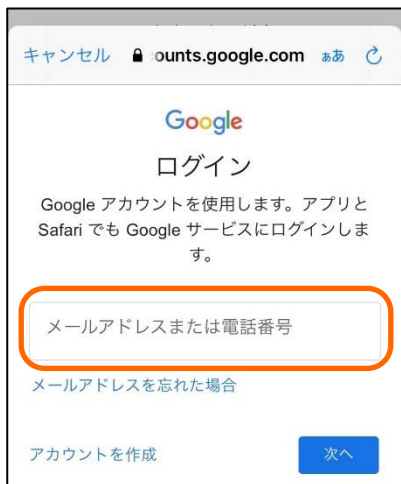 キャンセル ounts.google.com ぁあ
Google
ログイン
Google アカウントを使用します。アプリと
Safari でも Google サービスにログインしま
す。
メールアドレスまたは電話番号
メールアドレスを忘れた場合
アカウントを作成 次へ